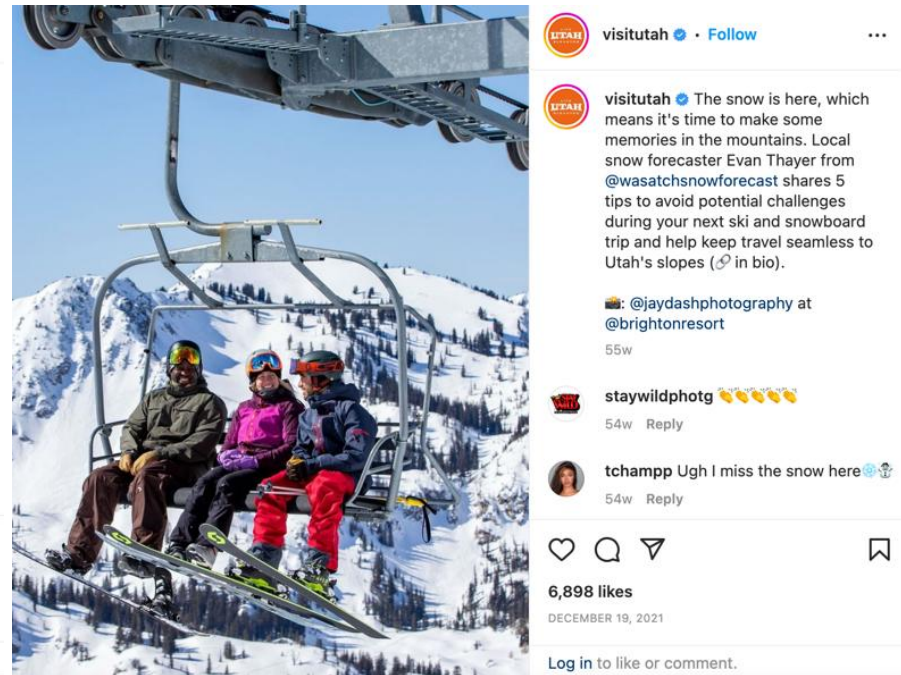 UTAH
visitutah • Follow
UTAH
visitutah The snow is here, which
means it's time to make some
memories in the mountains. Local
snow forecaster Evan Thayer from
@wasatchsnowforecast shares 5
tips to avoid potential challenges
during your next ski and snowboard
trip and help keep travel seamless to
Utah's slopes (🔗 in bio).
📸: @jaydashphotography at
@brightonresort
55w
staywildphotg 👏👏👏👏👏
54w Reply
tchampp Ugh I miss the snow here❄️☃️
54w Reply
6,898 likes
DECEMBER 19, 2021
Log in to like or comment.